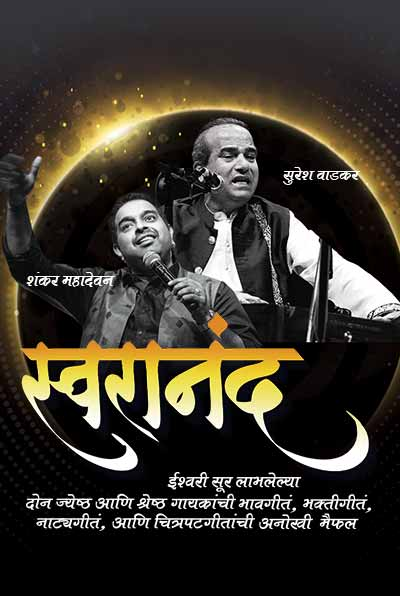 सुरेश वाडकर
शंकर महादेवन
स्वरानंद
ईश्वरी सूर लाभलेल्या
दोन ज्येष्ठ आणि श्रेष्ठ गायकांची भावगीतं, भक्तीगीतं,
नाट्यगीतं, आणि चित्रपटगीतांची अनोखी मैफल